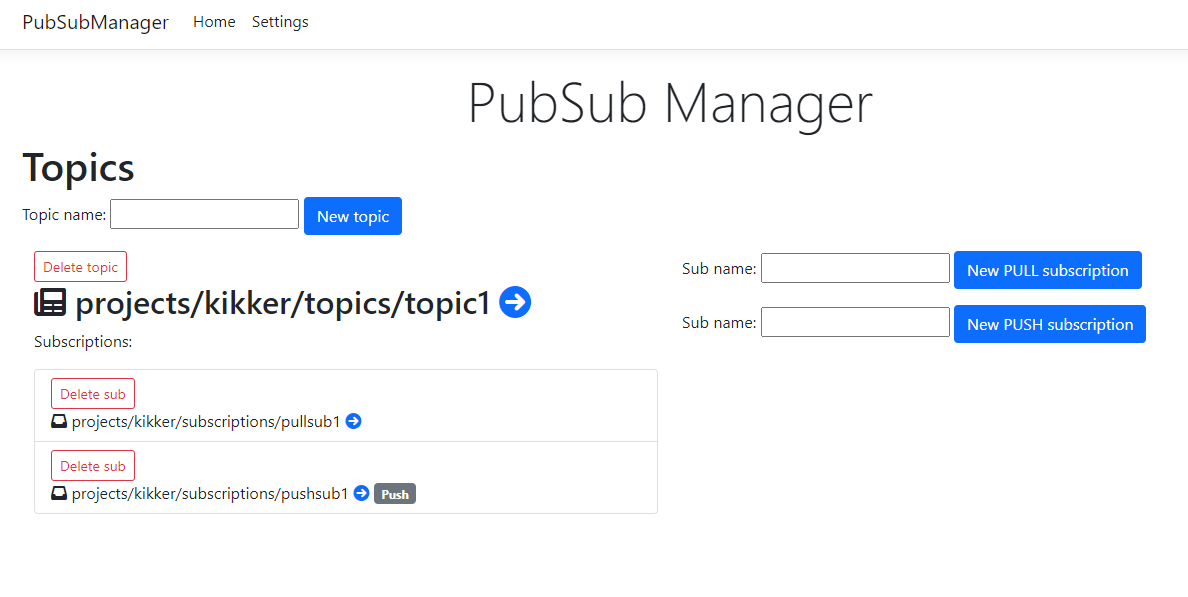 PubSubManager Home Settings
PubSub Manager
Topics
Topic name: New topic
Delete topic
projects/kikker/topics/topic1
Subscriptions:
Delete sub
projects/kikker/subscriptions/pullsub1
Delete sub
projects/kikker/subscriptions/pushsub1 Push
Sub name: New PULL subscription
Sub name: New PUSH subscription